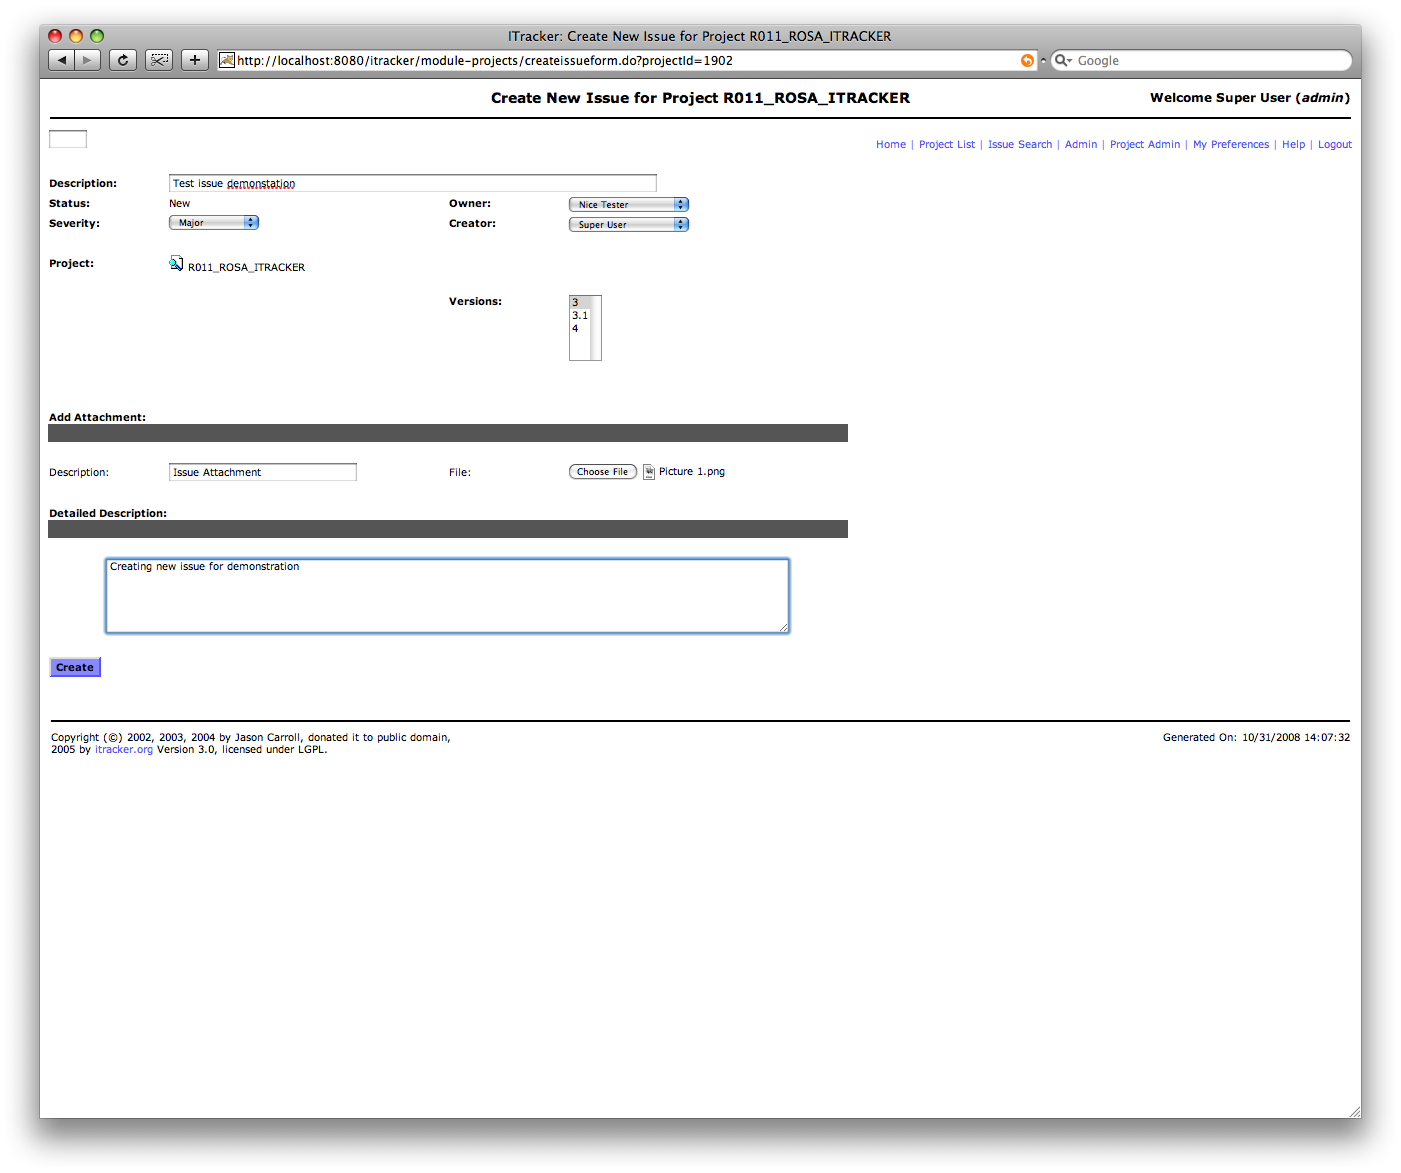 ITracker: Create New Issue for Project R011_ROSA_ITRACKER
http://localhost:8080/itracker/module-projects/createissueform.do?projectId=1902
Google
Create New Issue for Project R011_ROSA_ITRACKER
Welcome Super User (admin)
Home | Project List | Issue Search | Admin | Project Admin | My Preferences | Help | Logout
Description: Test issue demonstation
Status: New Owner: Nice Tester
Severity: Major Creator: Super User
Project: R011_ROSA_ITRACKER
Versions: 3
3.1
4
Add Attachment:
Description: Issue Attachment File: Choose File Picture 1.png
Detailed Description:
Creating new issue for demonstration
Create
Copyright (©) 2002, 2003, 2004 by Jason Carroll, donated it to public domain,
2005 by itracker.org Version 3.0, licensed under LGPL.
Generated On: 10/31/2008 14:07:32